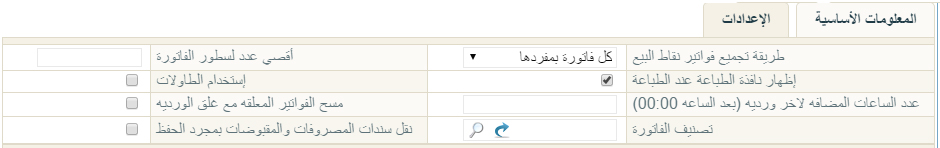 المعلومات الأساسية الإعدادات
طريقة تجميع فواتير نقاط البيع كل فاتورة بمفردها أقصي عدد لسطور الفاتورة
إظهار نافذة الطباعة عند الطباعة إستخدام الطاولات
عدد الساعات المضافه لاخر ورديه (بعد الساعه 00:00) مسح الفواتير المعلقه مع غلق الورديه
تصنيف الفاتورة نقل سندات المصروفات والمقبوضات بمجرد الحفظ